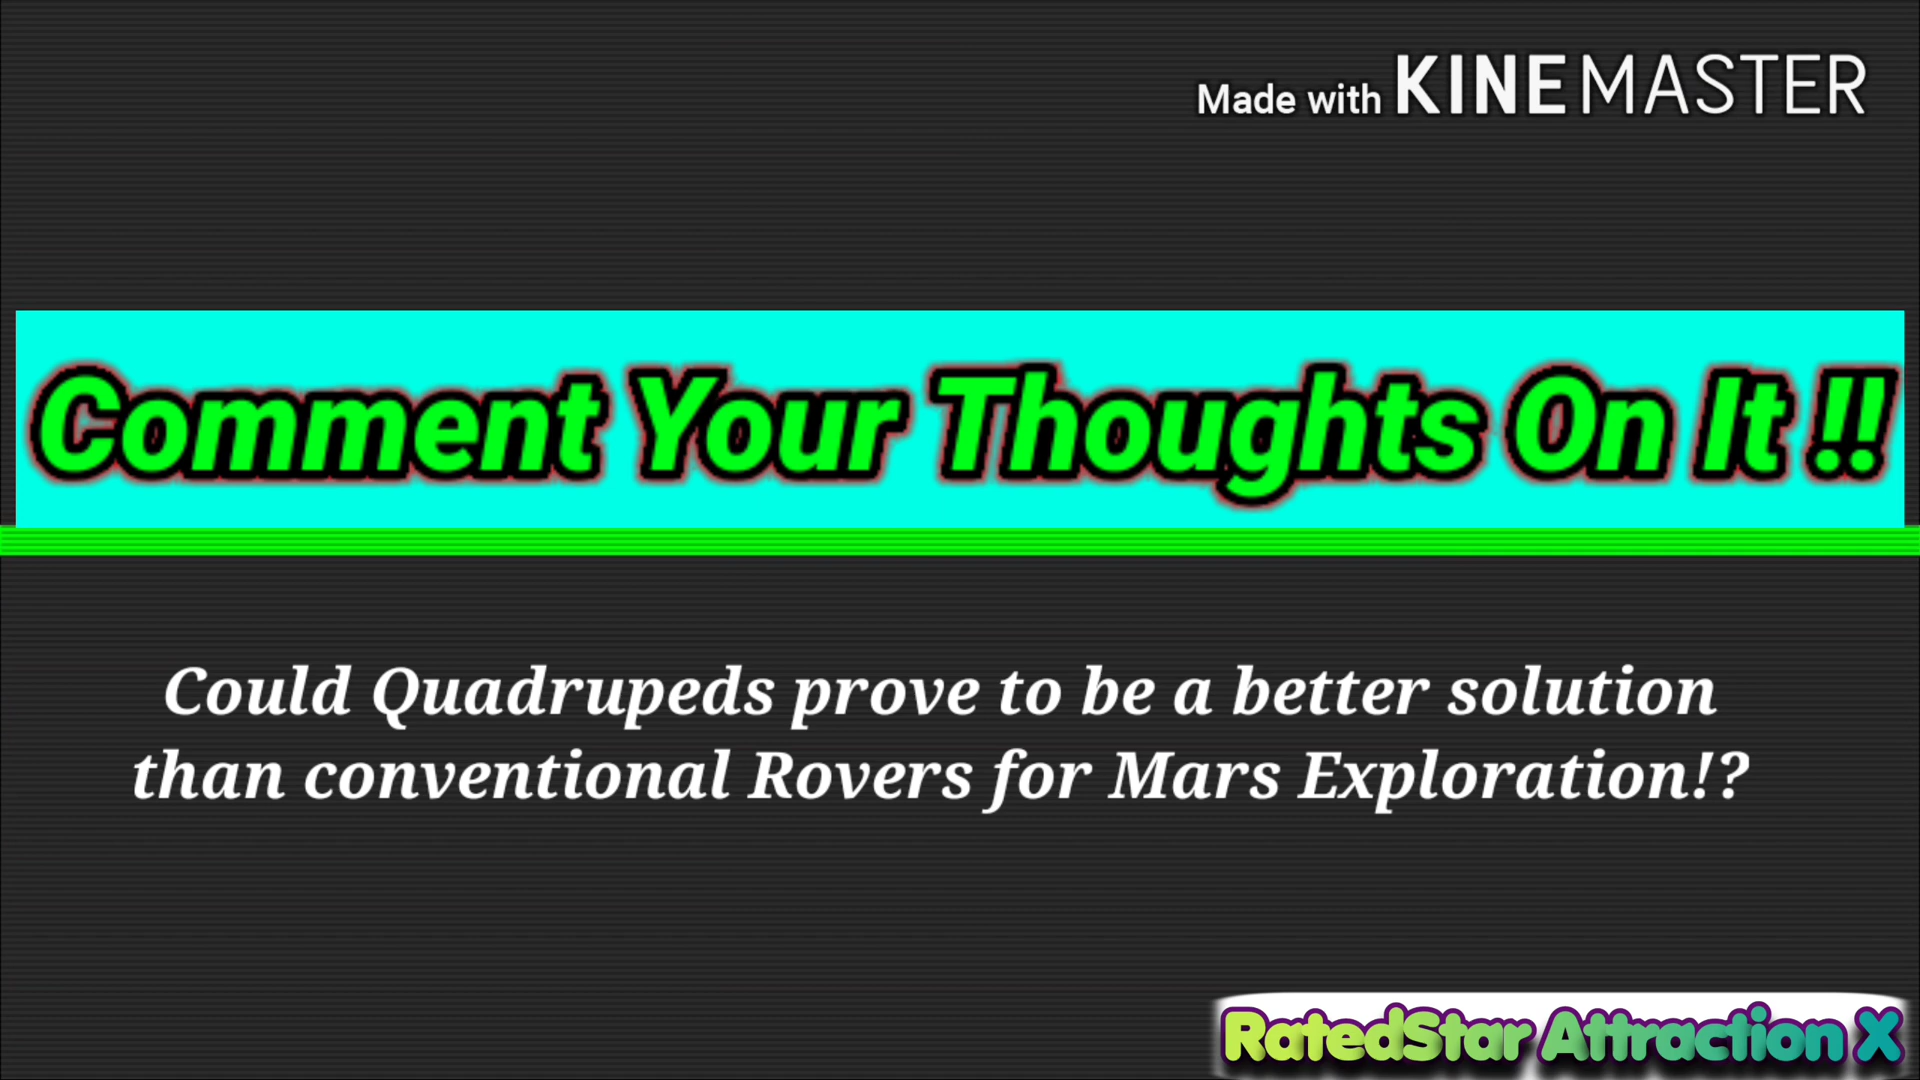 Made with KINEMASTER
Comment Your Thoughts On It !!
Could Quadrupeds prove to be a better solution
than conventional Rovers for Mars Exploration!?
RatedStar Attraction X